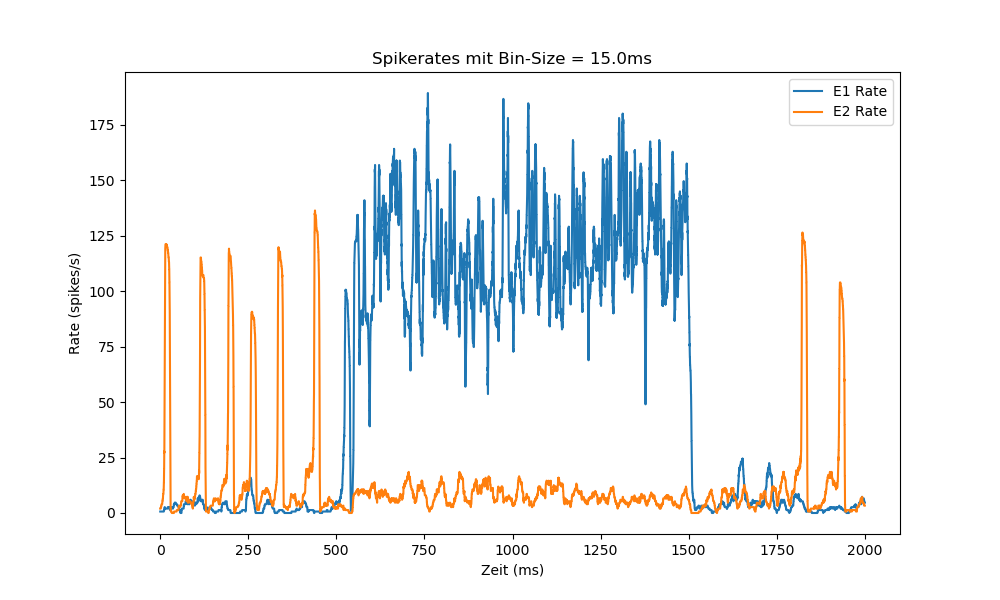 Spikerates mit Bin-Size = 15.0ms
E1 Rate
E2 Rate
175
150
125
100
75
50
25
0
Rate (spikes/s)
0 250 500 750 1000 1250 1500 1750 2000
Zeit (ms)